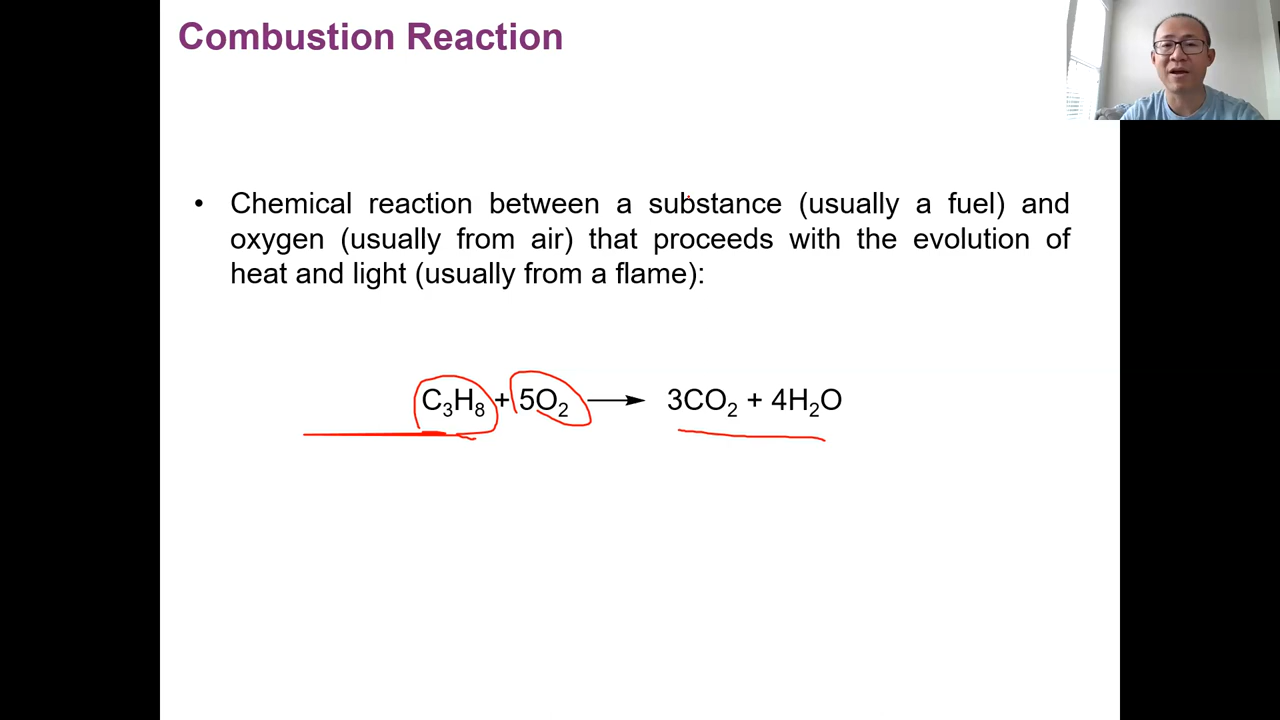 Combustion Reaction
• Chemical reaction between a substance (usually a fuel) and
oxygen (usually from air) that proceeds with the evolution of
heat and light (usually from a flame):
C₃H₈ + 5O₂ ⟶ 3CO₂ + 4H₂O